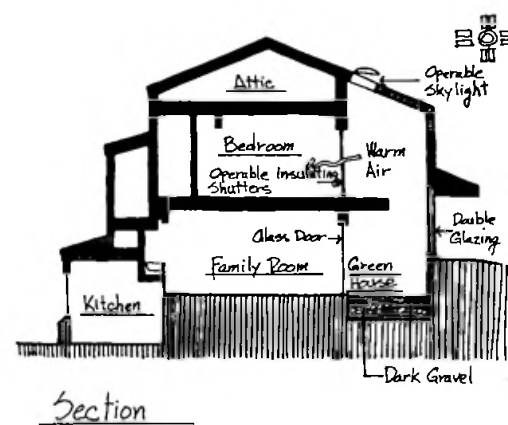 Attic
Operable
Skylight
Bedroom
Warm
Air
Operable Insulating
Shutters
Glass Door
Double
Glazing
Family Room
Green
House
Kitchen
Dark Gravel
Section